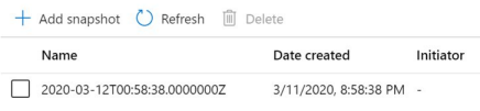 Add snapshot Refresh Delete
Name Date created Initiator
2020-03-12T00:58:38.0000000Z 3/11/2020, 8:58:38 PM -